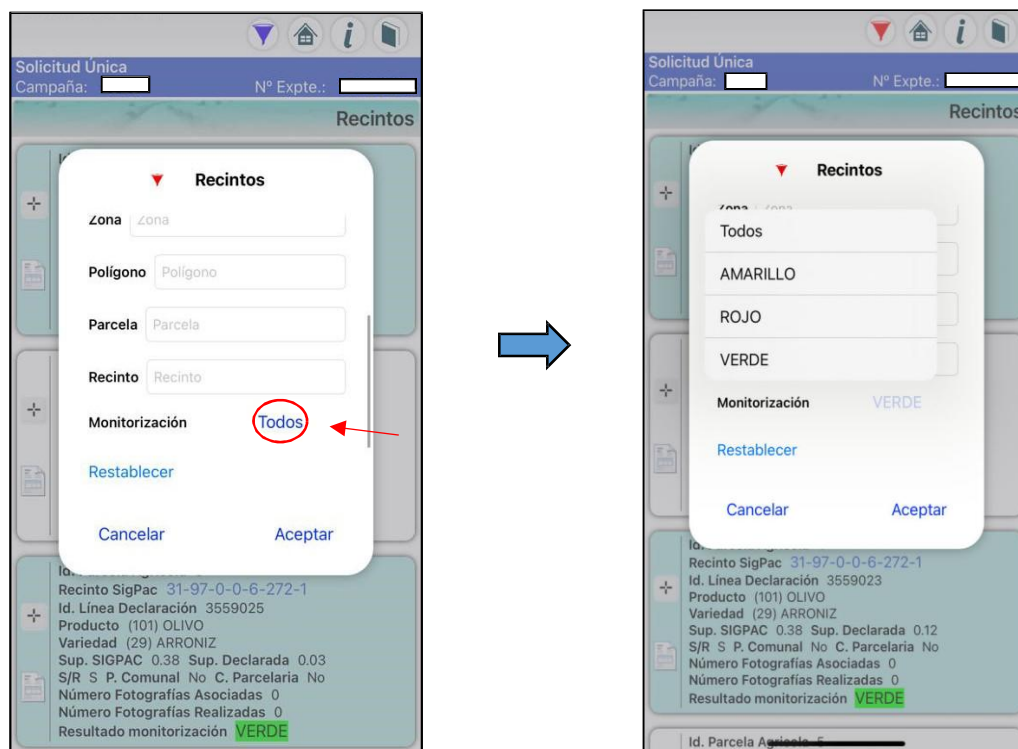 Solicitud Única
Campaña: Nº Expte.:
Recintos
Recintos
Zona Zona
Polígono Polígono
Parcela Parcela
Recinto Recinto
Monitorización Todos
Restablecer
Cancelar Aceptar
Recinto SigPac 31-97-0-0-6-272-1
Id. Línea Declaración 3559025
Producto (101) OLIVO
Variedad (29) ARRONIZ
Sup. SIGPAC 0.38 Sup. Declarada 0.03
S/R S P. Comunal No C. Parcelaria No
Número Fotografías Asociadas 0
Número Fotografías Realizadas 0
Resultado monitorización VERDE
Solicitud Única
Campaña: Nº Expte.:
Recintos
Recintos
Zona Zona
Todos
AMARILLO
ROJO
VERDE
Monitorización VERDE
Restablecer
Cancelar Aceptar
Recinto SigPac 31-97-0-0-6-272-1
Id. Línea Declaración 3559023
Producto (101) OLIVO
Variedad (29) ARRONIZ
Sup. SIGPAC 0.38 Sup. Declarada 0.12
S/R S P. Comunal No C. Parcelaria No
Número Fotografías Asociadas 0
Número Fotografías Realizadas 0
Resultado monitorización VERDE
Id. Parcela Agricola 5